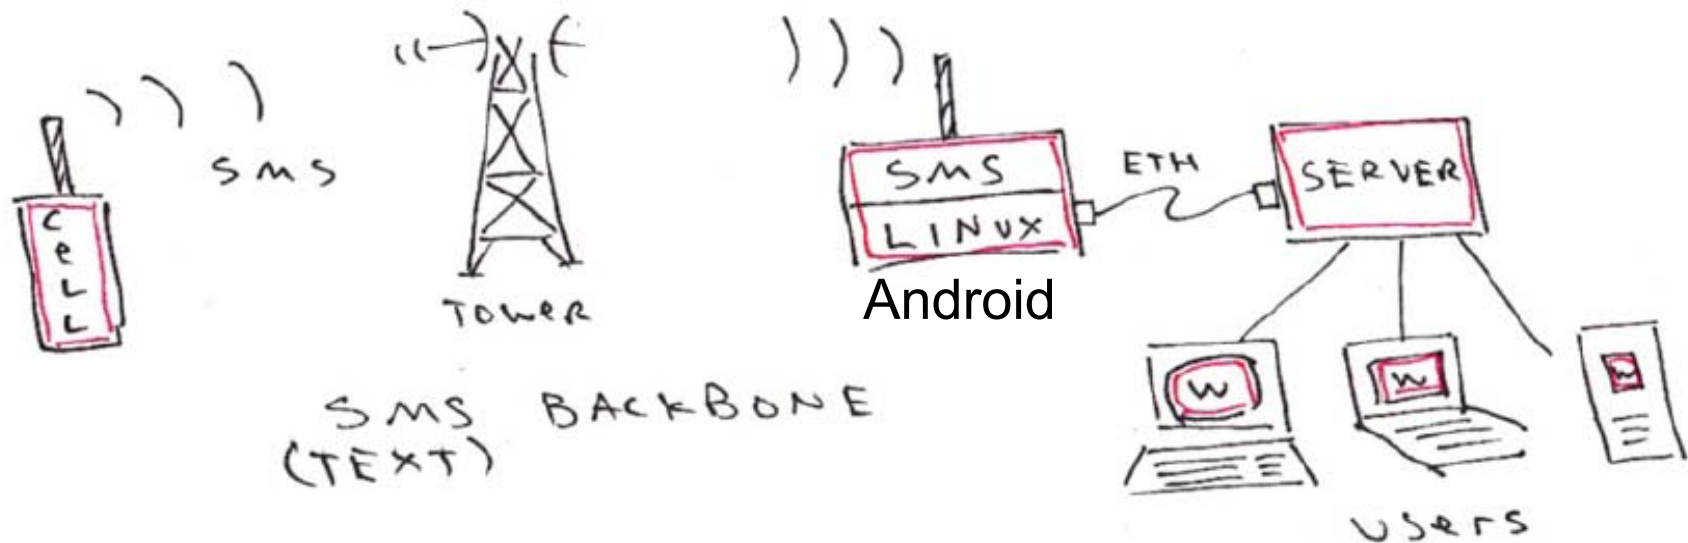 SMS
CeLL
TOWER
SMS
LINUX
Android
ETH
SERVER
W
W
W
users
SMS BACKBONE
(TEXT)